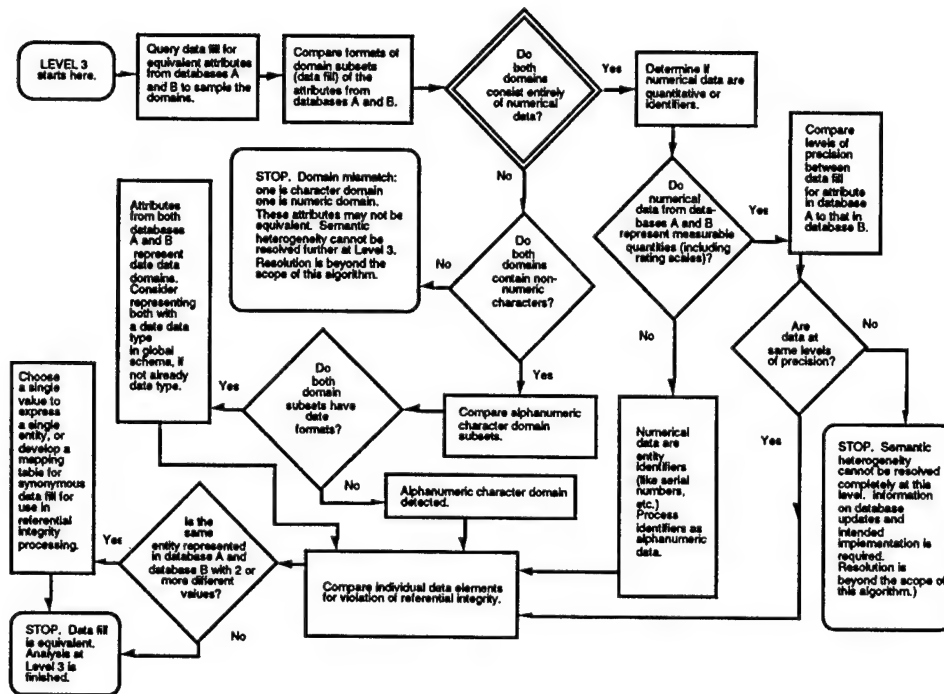 LEVEL 3
starts here.
Query data fill for
equivalent attributes
from databases A
and B to sample the
domains.
Compare formats of
domain subsets
(data fill) of the
attributes from
databases A and B.
Do
both
domains
consist entirely
of numerical
data?
Yes
Determine if
numerical data are
quantitative or
identifiers.
No
Compare
levels of
precision
between
data fill
for attribute
in database
A to that in
database B.
Do
numerical
data from data-
bases A and B
represent measurable
quantities (including
rating scales)?
Yes
No
STOP. Domain mismatch:
one is character domain
one is numeric domain.
These attributes may not be
equivalent. Semantic
heterogeneity cannot be
resolved further at Level 3.
Resolution is beyond the
scope of this algorithm.
No
Do both
domains
contain non-
numeric
characters?
Yes
Attributes
from both
databases
A and B
represent
date data
domains.
Consider
representing
both with
a date data
type
in global
schema, if
not already
date type.
Are
data at
same levels
of precision?
No
Yes
Yes
Do
both
domain
subsets have
date
formats?
No
Compare alphanumeric
character domain
subsets.
Choose
a single
value to
express
a single
entity, or
develop a
mapping
table for
synonymous
data fill for
use in
referential
integrity
processing.
Numerical
data are
entity
identifiers
(like serial
numbers,
etc.)
Process
identifiers as
alphanumeric
data.
STOP. Semantic
heterogeneity
cannot be resolved
completely at this
level. Information
on database
updates and
intended
implementation is
required.
Resolution is
beyond the scope of
this algorithm.)
Alphanumeric character domain
detected.
Yes
Is the
same
entity represented
in database A and
database B with 2 or
more different
values?
No
Compare individual data elements
for violation of referential integrity.
STOP. Data fill
is equivalent.
Analysis at
Level 3 is
finished.